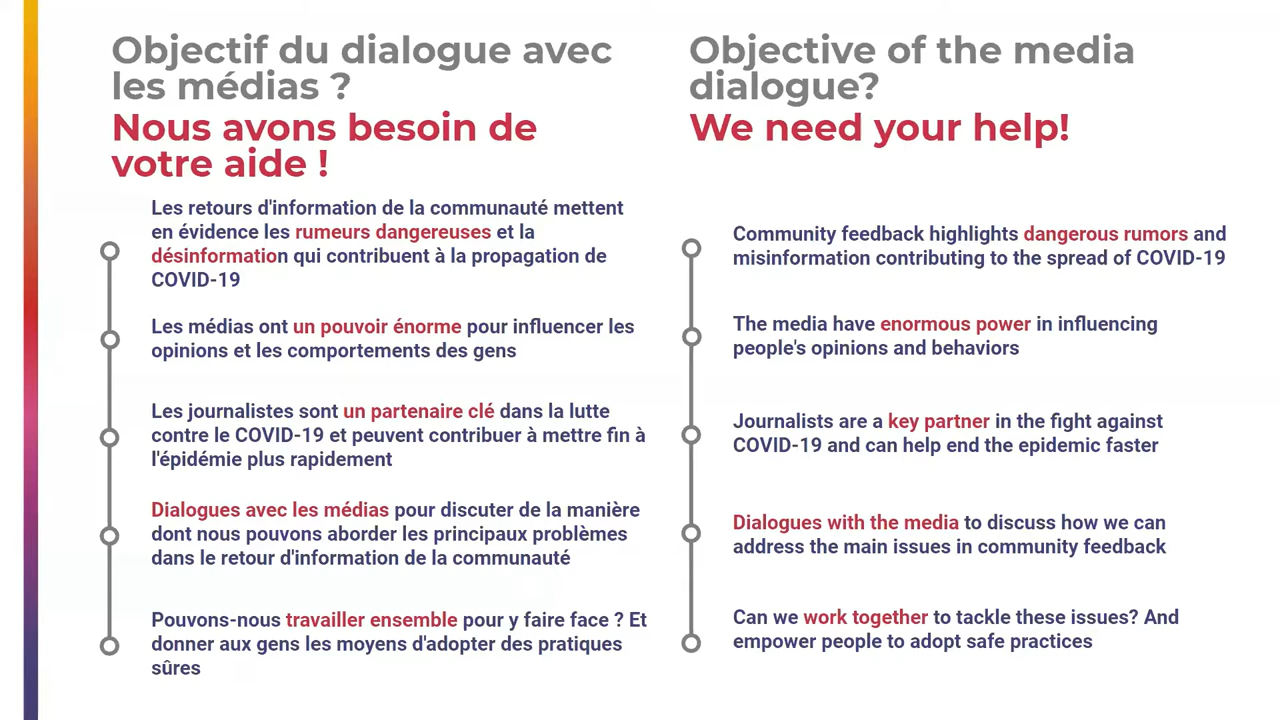 Objectif du dialogue avec
les médias ?
Nous avons besoin de
votre aide !
Les retours d'information de la communauté mettent
en évidence les rumeurs dangereuses et la
désinformation qui contribuent à la propagation de
COVID-19
Les médias ont un pouvoir énorme pour influencer les
opinions et les comportements des gens
Les journalistes sont un partenaire clé dans la lutte
contre le COVID-19 et peuvent contribuer à mettre fin à
l'épidémie plus rapidement
Dialogues avec les médias pour discuter de la manière
dont nous pouvons aborder les principaux problèmes
dans le retour d'information de la communauté
Pouvons-nous travailler ensemble pour y faire face ? Et
donner aux gens les moyens d'adopter des pratiques
sûres
Objective of the media
dialogue?
We need your help!
Community feedback highlights dangerous rumors and
misinformation contributing to the spread of COVID-19
The media have enormous power in influencing
people's opinions and behaviors
Journalists are a key partner in the fight against
COVID-19 and can help end the epidemic faster
Dialogues with the media to discuss how we can
address the main issues in community feedback
Can we work together to tackle these issues? And
empower people to adopt safe practices